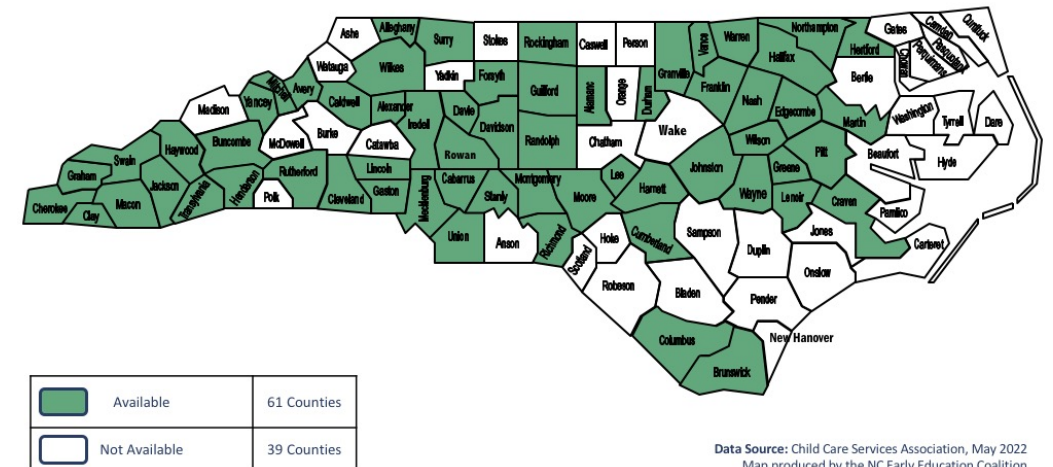 Ashe
Alleghany
Surry
Stokes
Rockingham
Caswell
Person
Granville
Vance
Warren
Northampton
Gates
Camden
Currituck
Pasquotank
Perquimans
Chowan
Hertford
Halifax
Bertie
Watauga
Wilkes
Yadkin
Forsyth
Guilford
Alamance
Orange
Durham
Franklin
Nash
Edgecombe
Martin
Washington
Tyrrell
Dare
Madison
Yancey
Mitchell
Avery
Caldwell
Alexander
Iredell
Davie
Davidson
Randolph
Chatham
Wake
Wilson
Johnston
Greene
Pitt
Beaufort
Hyde
Swain
Haywood
Buncombe
McDowell
Burke
Catawba
Lincoln
Rowan
Graham
Jackson
Rutherford
Cleveland
Gaston
Mecklenburg
Cabarrus
Stanly
Montgomery
Moore
Lee
Harnett
Wayne
Lenoir
Craven
Pamlico
Cherokee
Clay
Macon
Transylvania
Henderson
Polk
Union
Anson
Richmond
Scotland
Hoke
Cumberland
Sampson
Duplin
Jones
Onslow
Carteret
Robeson
Bladen
Pender
Columbus
Brunswick
New Hanover
Available 61 Counties
Not Available 39 Counties
Data Source: Child Care Services Association, May 2022
Map produced by the NC Early Education Coalition